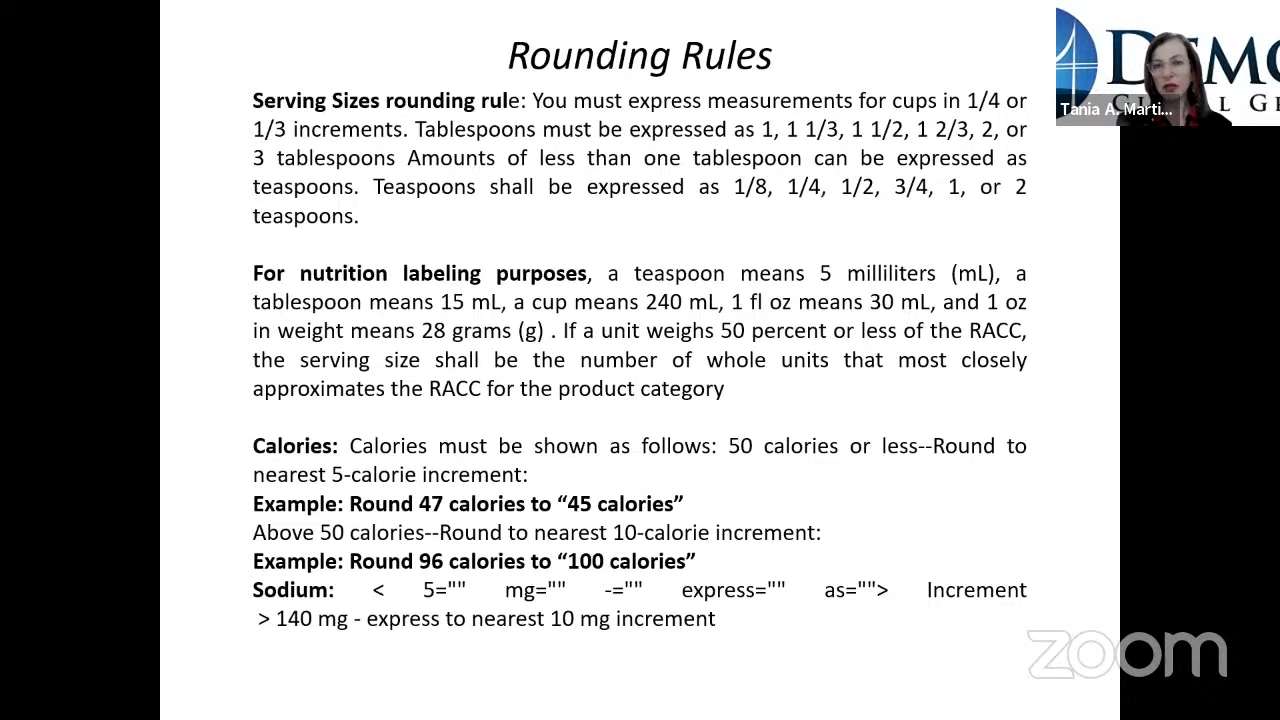 Rounding Rules
Serving Sizes rounding rule: You must express measurements for cups in 1/4 or
1/3 increments. Tablespoons must be expressed as 1, 1 1/3, 1 1/2, 1 2/3, 2, or
3 tablespoons Amounts of less than one tablespoon can be expressed as
teaspoons. Teaspoons shall be expressed as 1/8, 1/4, 1/2, 3/4, 1, or 2
teaspoons.
For nutrition labeling purposes, a teaspoon means 5 milliliters (mL), a
tablespoon means 15 mL, a cup means 240 mL, 1 fl oz means 30 mL, and 1 oz
in weight means 28 grams (g) . If a unit weighs 50 percent or less of the RACC,
the serving size shall be the number of whole units that most closely
approximates the RACC for the product category
Calories: Calories must be shown as follows: 50 calories or less--Round to
nearest 5-calorie increment:
Example: Round 47 calories to “45 calories”
Above 50 calories--Round to nearest 10-calorie increment:
Example: Round 96 calories to “100 calories”
Sodium: < 5="" mg="" -="" express="" as=""> Increment
> 140 mg - express to nearest 10 mg increment
Tania A. Marti...
zoom